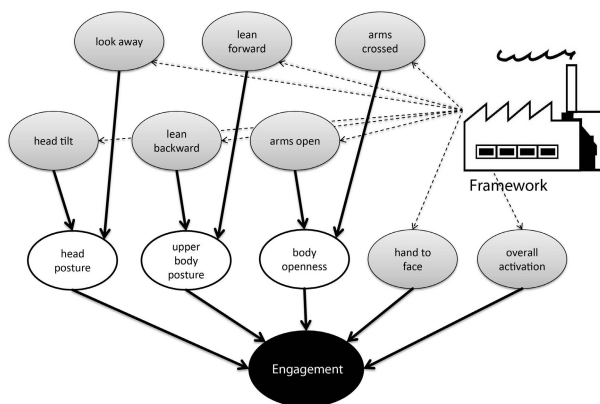 look away
lean
forward
arms
crossed
head tilt
lean
backward
arms open
Framework
head
posture
upper
body
posture
body
openness
hand to
face
overall
activation
Engagement